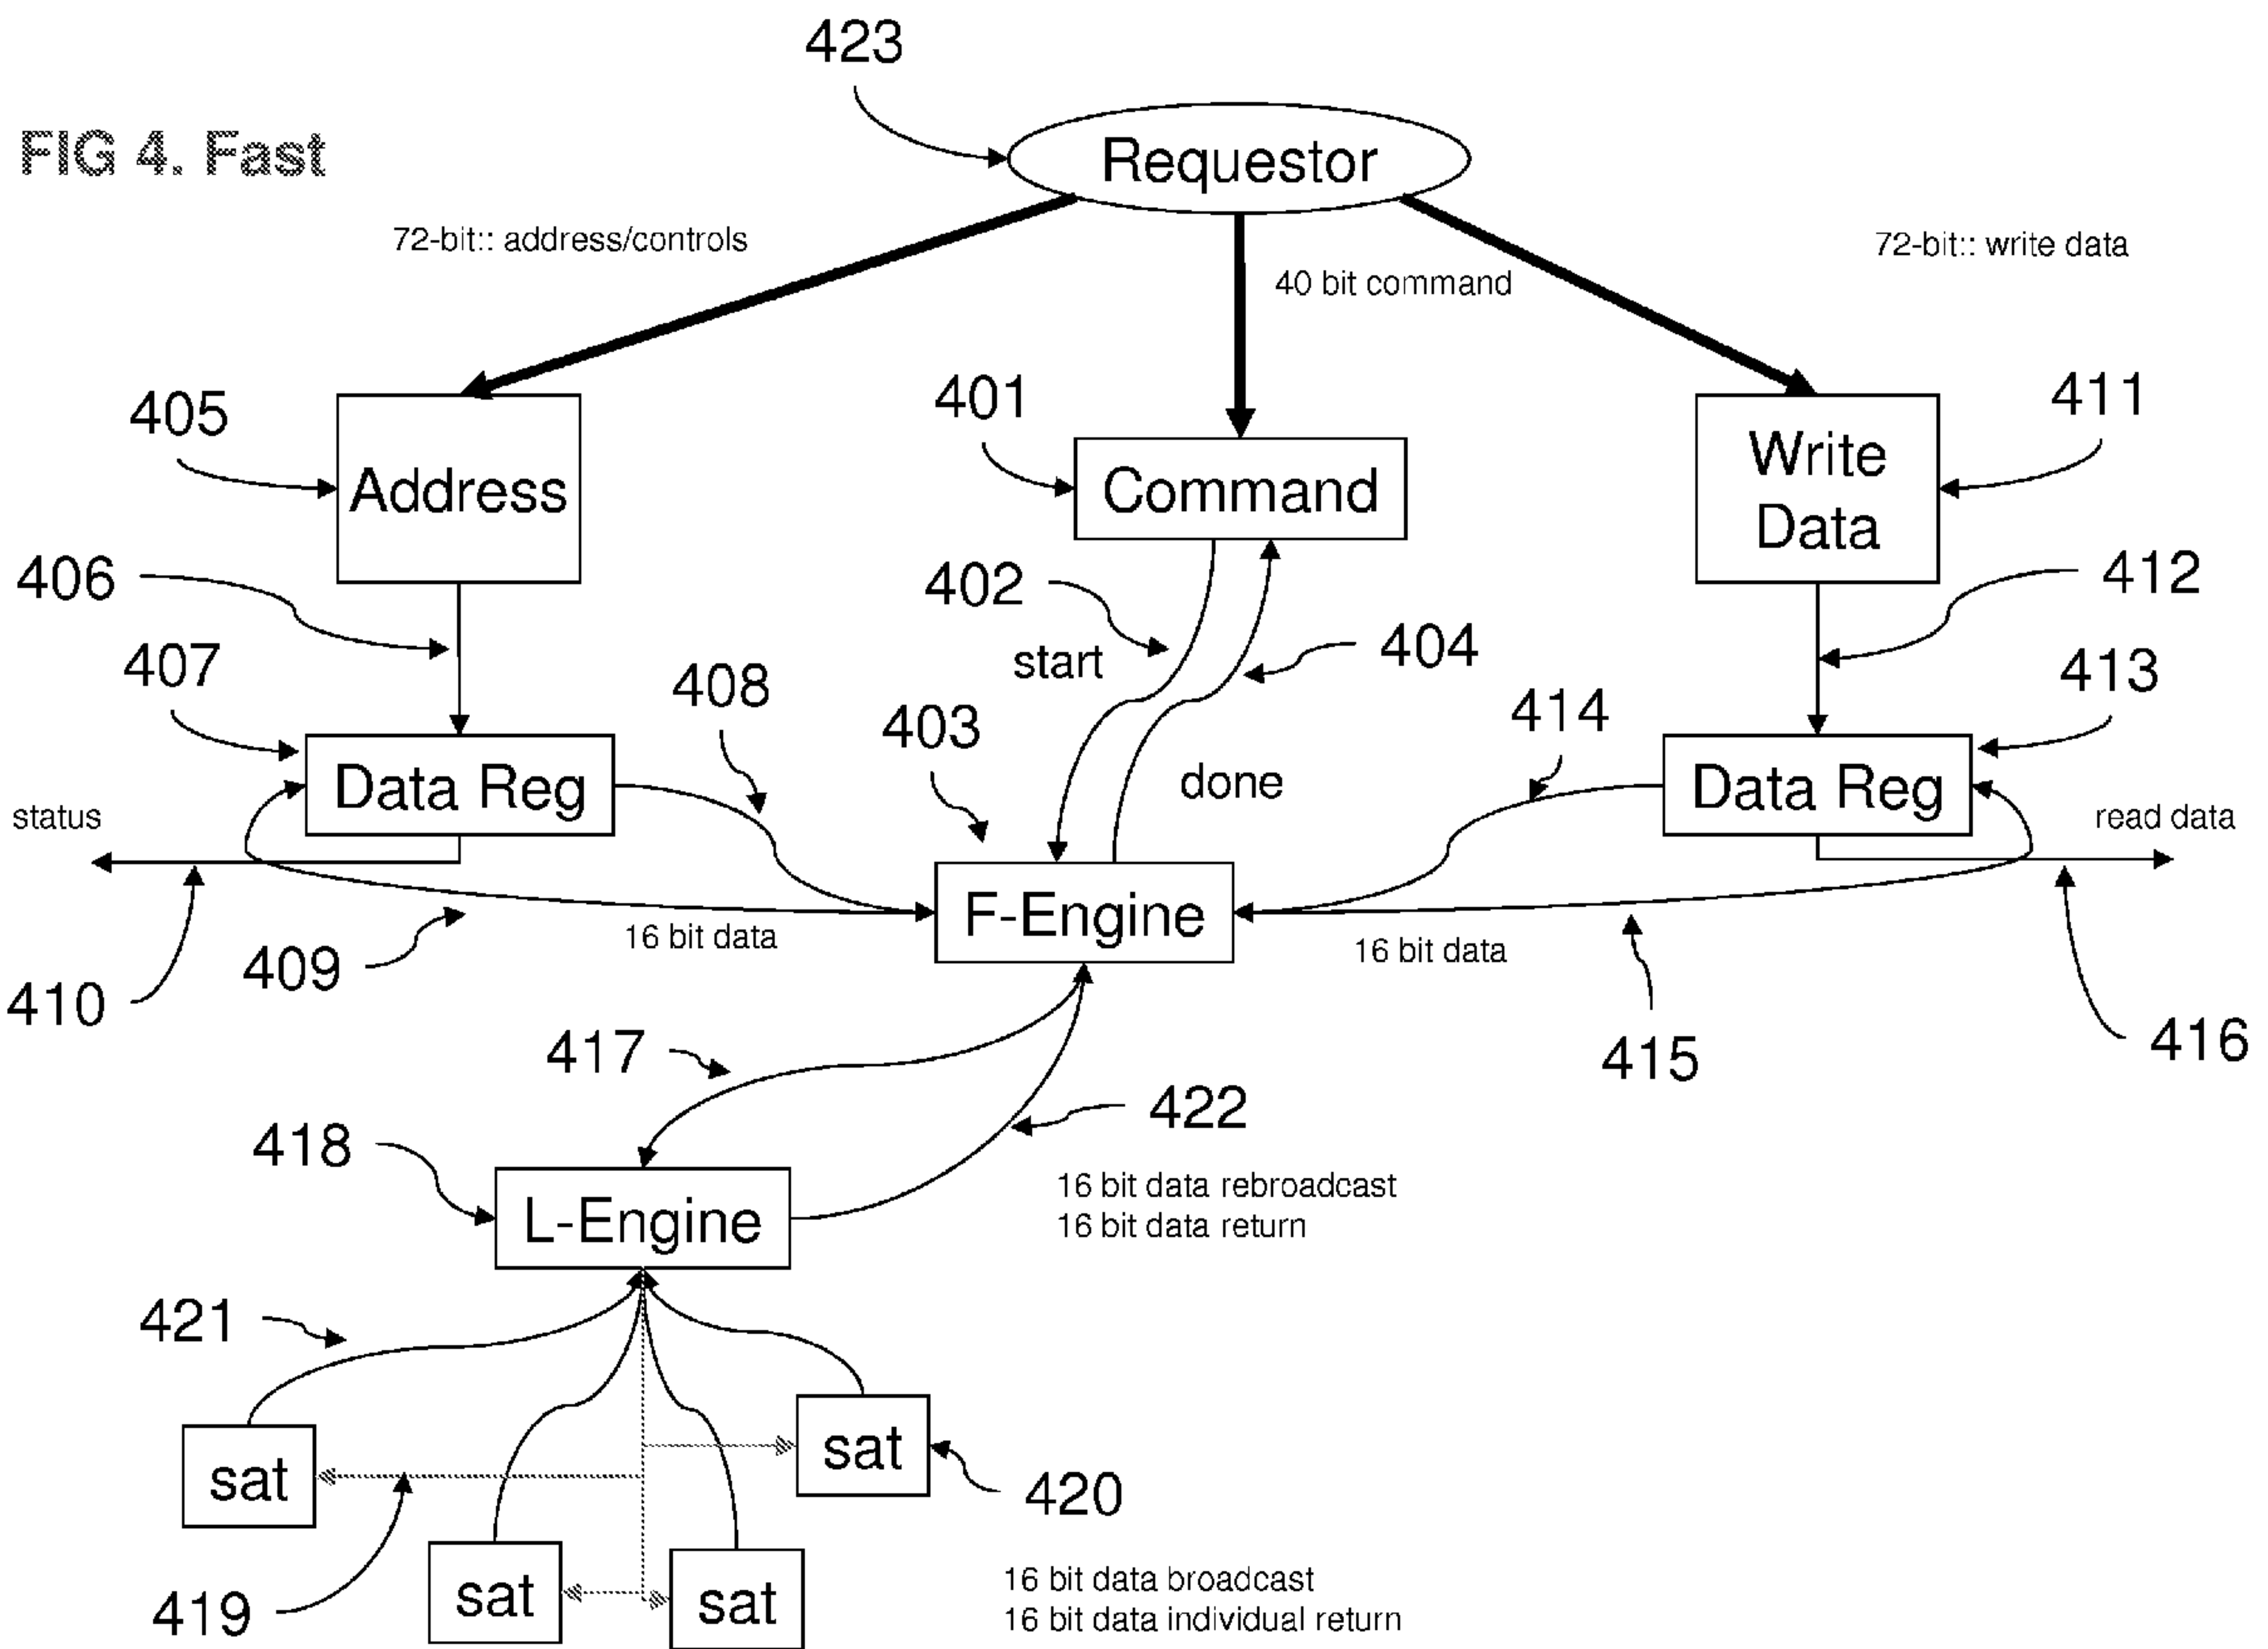 423
FIG 4. Fast
Requestor
72-bit:: address/controls
72-bit:: write data
40 bit command
405
401
411
Address
Command
Write
Data
406
402
412
407
408
start
404
413
403
414
Data Reg
done
Data Reg
status
read data
F-Engine
16 bit data
16 bit data
409
410
417
415
416
422
418
16 bit data rebroadcast
16 bit data return
L-Engine
421
sat
sat
420
419
sat
sat
16 bit data broadcast
16 bit data individual return